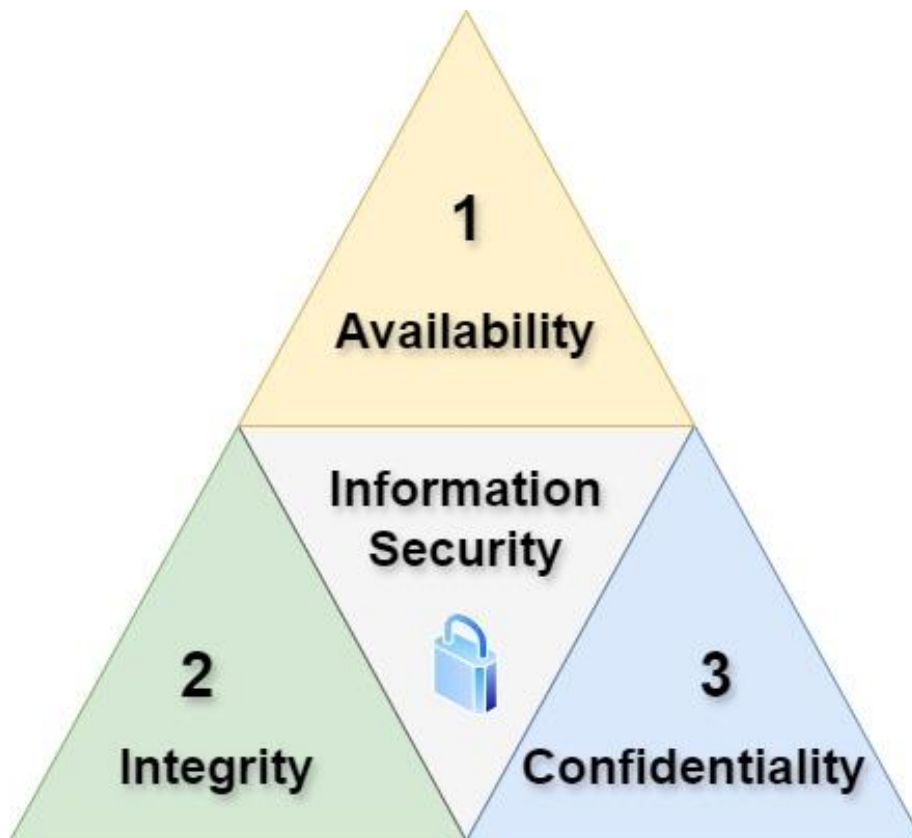 1
Availability
Information
Security
2
Integrity
3
Confidentiality